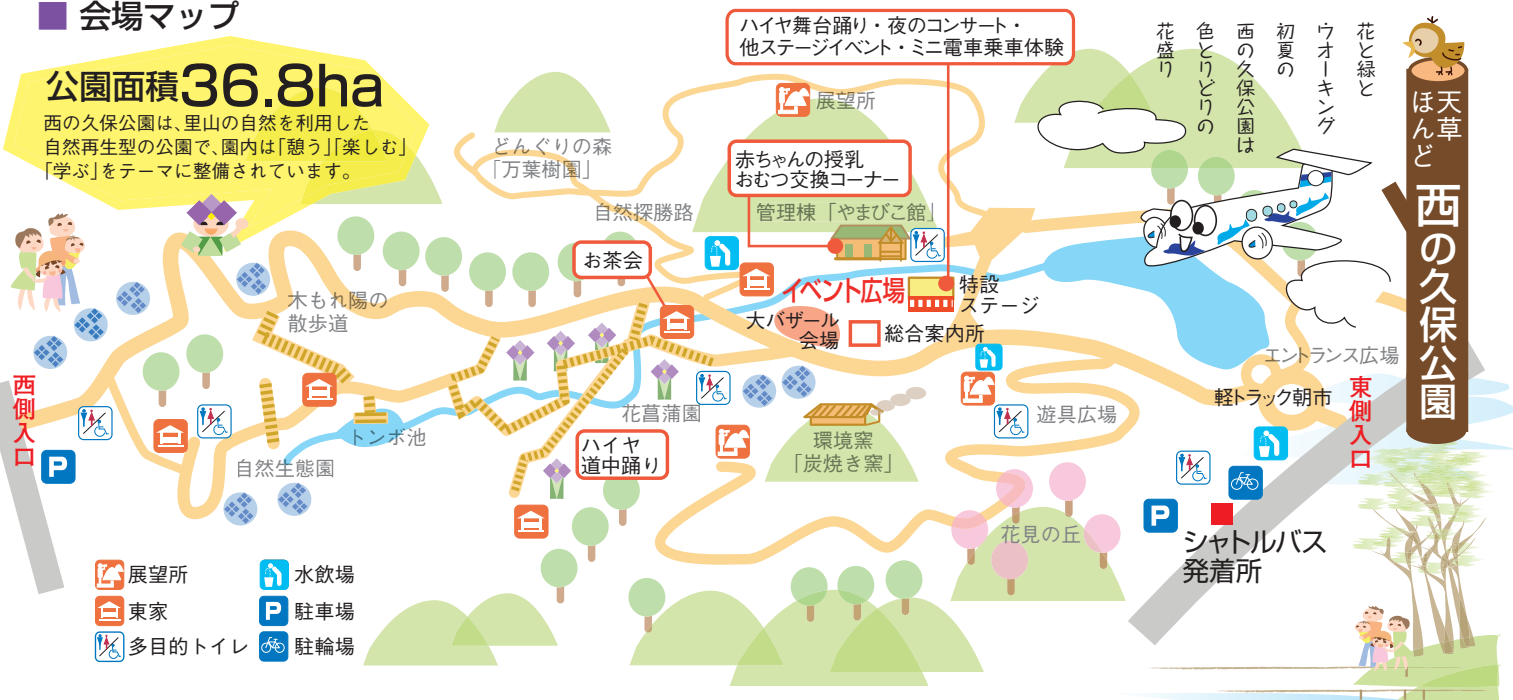 ■ 会場マップ
公園面積36.8ha
西の久保公園は、里山の自然を利用した
自然再生型の公園で、園内は「憩う」「楽しむ」
「学ぶ」をテーマに整備されています。
ハイヤ舞台踊り・夜のコンサート・
他ステージイベント・ミニ電車乗車体験
花と緑と
ウオーキング
初夏の
西の久保公園は
色とりどりの
花盛り
天草
ほんど
西の久保公園
展望所
どんぐりの森
「万葉樹園」
赤ちゃんの授乳
おむつ交換コーナー
自然探勝路
管理棟「やまびこ館」
お茶会
イベント広場
特設
ステージ
大バザール
会場
総合案内所
木もれ陽の
散歩道
エントランス広場
軽トラック朝市
東側入口
西側入口
P
トンボ池
自然生態園
花菖蒲園
ハイヤ
道中踊り
環境窯
「炭焼き窯」
遊具広場
花見の丘
P
シャトルバス
発着所
展望所
東家
多目的トイレ
水飲場
P 駐車場
駐輪場